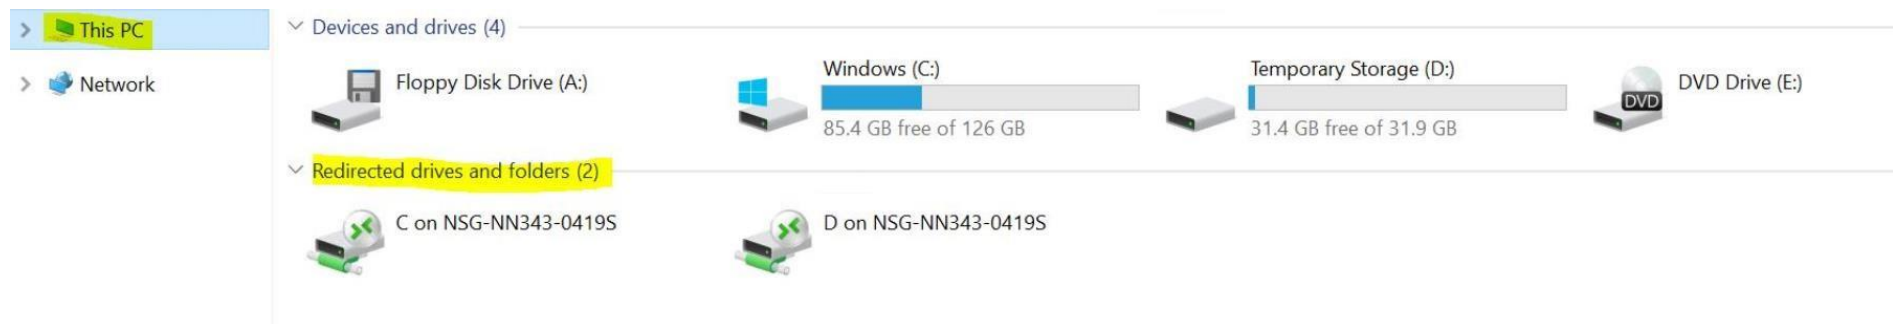 This PC
Network
Devices and drives (4)
Floppy Disk Drive (A:)
Windows (C:)
85.4 GB free of 126 GB
Temporary Storage (D:)
31.4 GB free of 31.9 GB
DVD Drive (E:)
DVD
Redirected drives and folders (2)
C on NSG-NN343-0419S
D on NSG-NN343-0419S